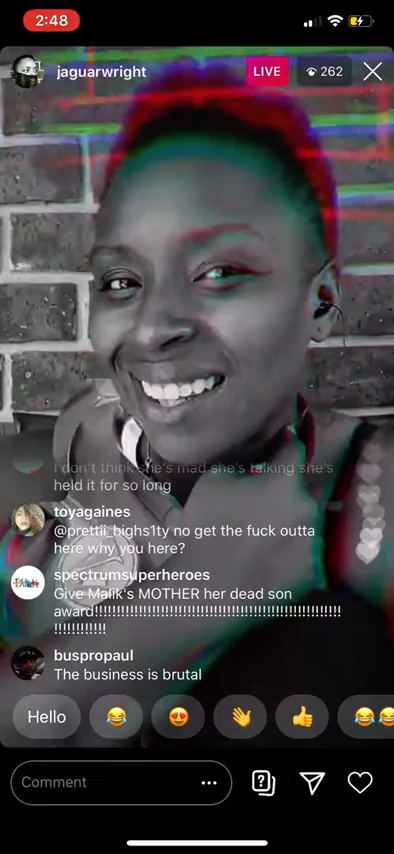 2:48
jaguarwright
LIVE
262
I don't think she's mad she's talking she's
held it for so long
toyagaines
@prettii_highs1ty no get the fuck outta
here why you here?
spectrumsuperheroes
Give Malik's MOTHER her dead son
award!!!!!!!!!!!!!!!!!!!!!!!!!!!!!!!!!!!!!!!!!!!!!!!!!!!!!!!
!!!!!!!!!!!!
buspropaul
The business is brutal
Hello
Comment